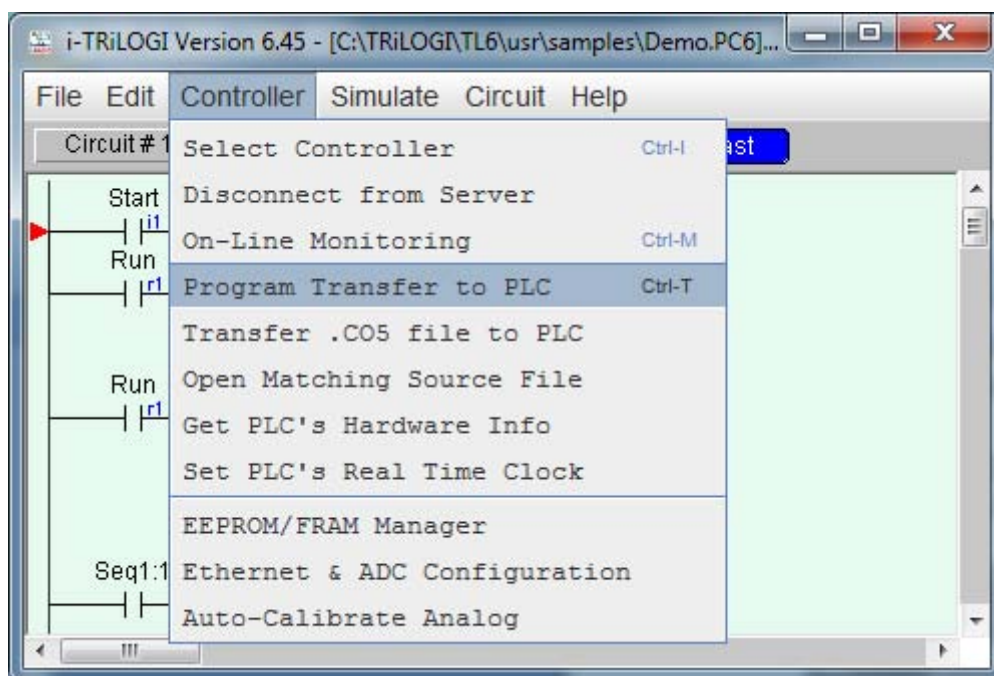 i-TRiLOGI Version 6.45 - [C:\TRiLOGI\TL6\usr\samples\Demo.PC6]...
File Edit Controller Simulate Circuit Help
Circuit # 1
Select Controller Ctrl-I
Start Disconnect from Server
i1
On-Line Monitoring Ctrl-M
Run
r1 Program Transfer to PLC Ctrl-T
Transfer .CO5 file to PLC
Run Open Matching Source File
r1
Get PLC's Hardware Info
Set PLC's Real Time Clock
EEPROM/FRAM Manager
Seq1:1 Ethernet & ADC Configuration
Auto-Calibrate Analog